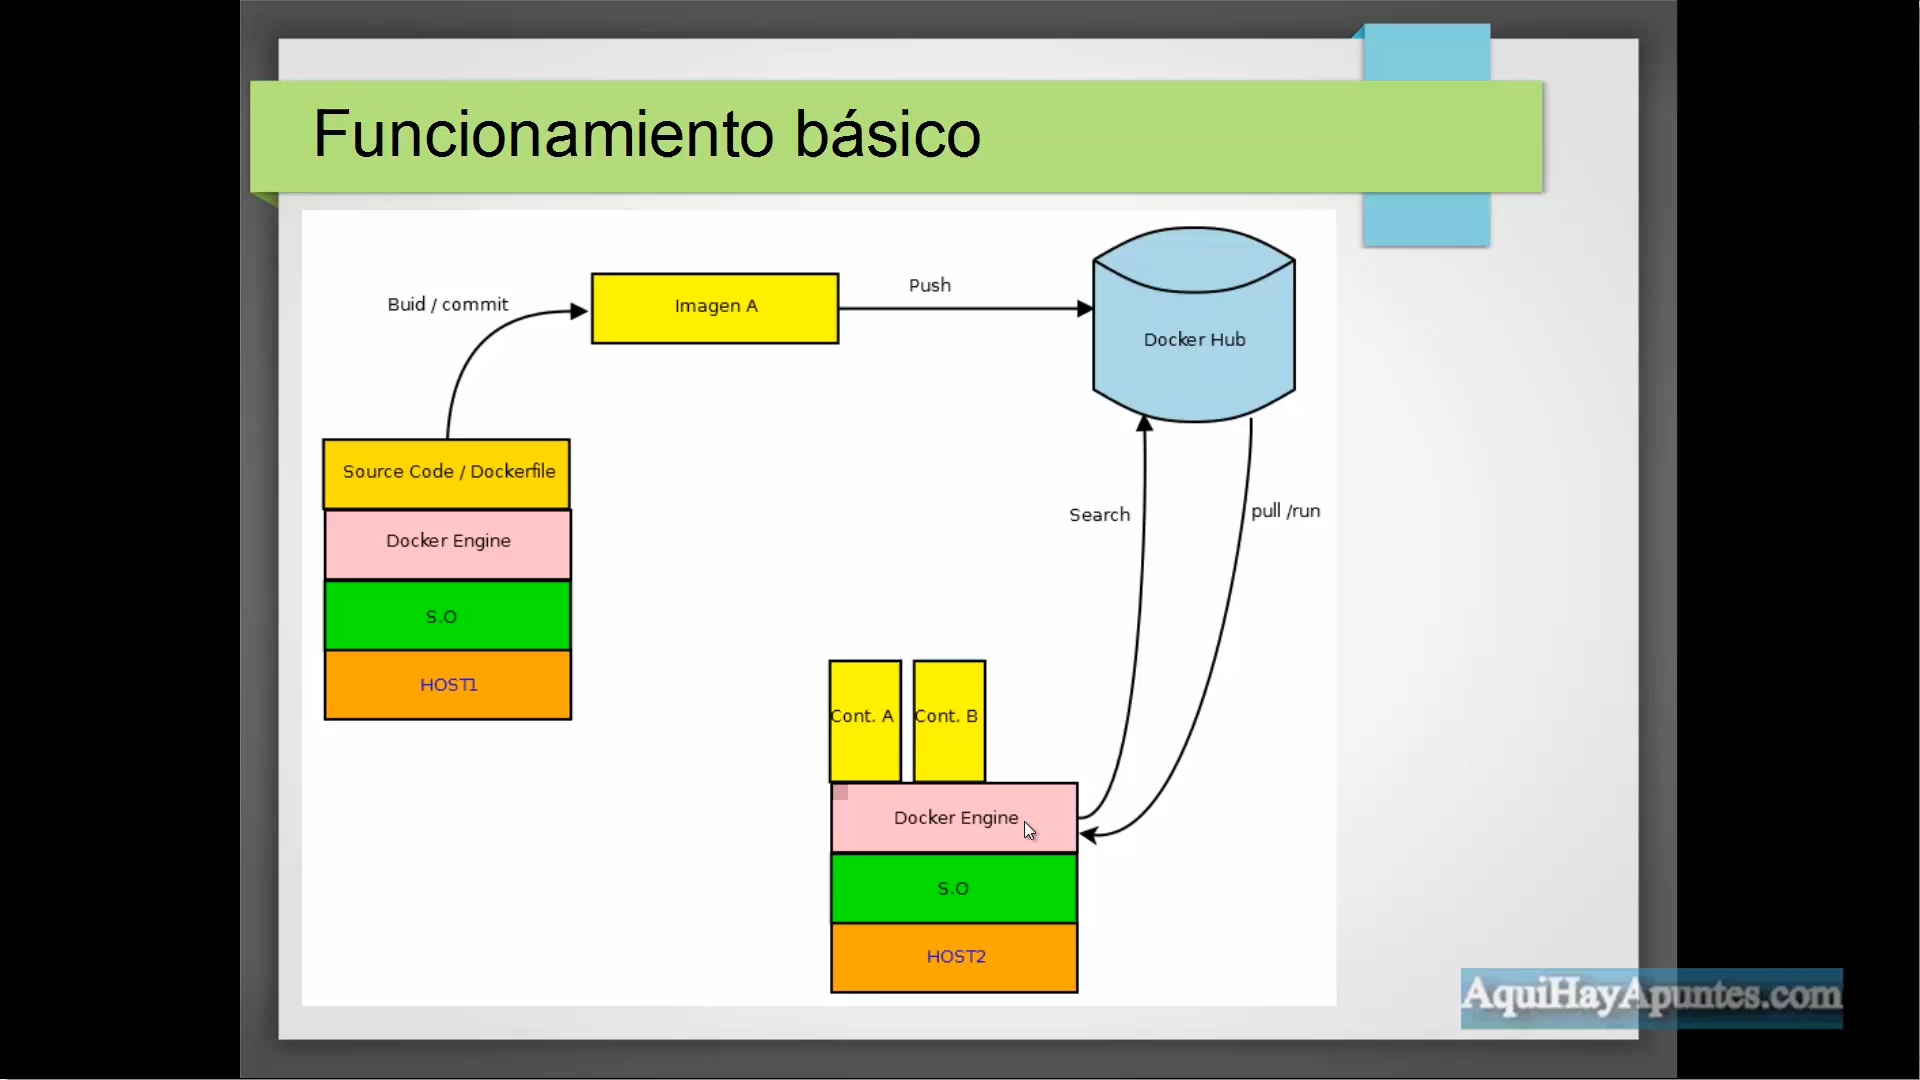 Funcionamiento básico
Buid / commit
Imagen A
Push
Docker Hub
Source Code / Dockerfile
Docker Engine
S.O
HOST1
Search
pull /run
Cont. A
Cont. B
Docker Engine
S.O
HOST2
AquiHayApuntes.com